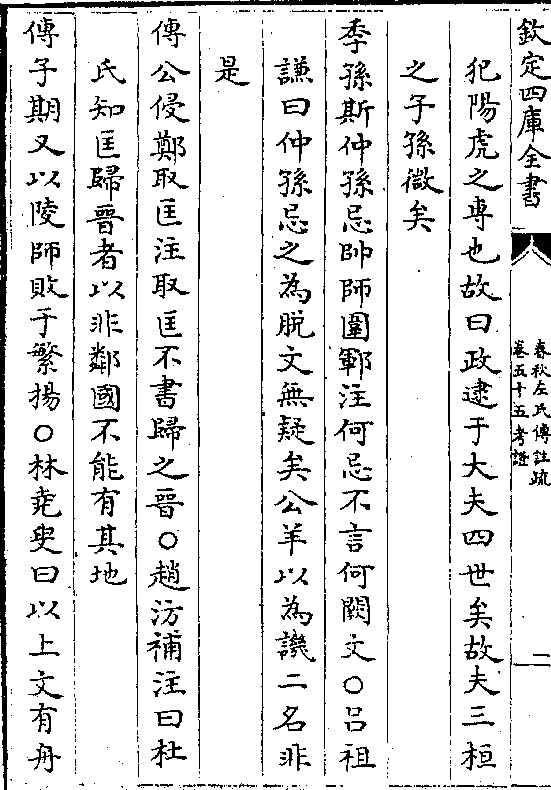 欽定四庫全書
春秋左氏傳註疏
卷五十五考證
二
犯陽虎之專也故曰政逮于大夫四世矣故夫三桓
之子孫微矣
季孫斯仲孫忌帥師圍鄆注何忌不言何闕文○呂祖
謙曰仲孫忌之為脱文無疑矣公羊以為譏二名非
是
傳公侵鄭取匡注取匡不書歸之晉○趙汸補注曰杜
氏知匡歸晉者以非鄰國不能有其地
傳子期又以陵師敗于繁揚○林堯叟曰以上文有舟